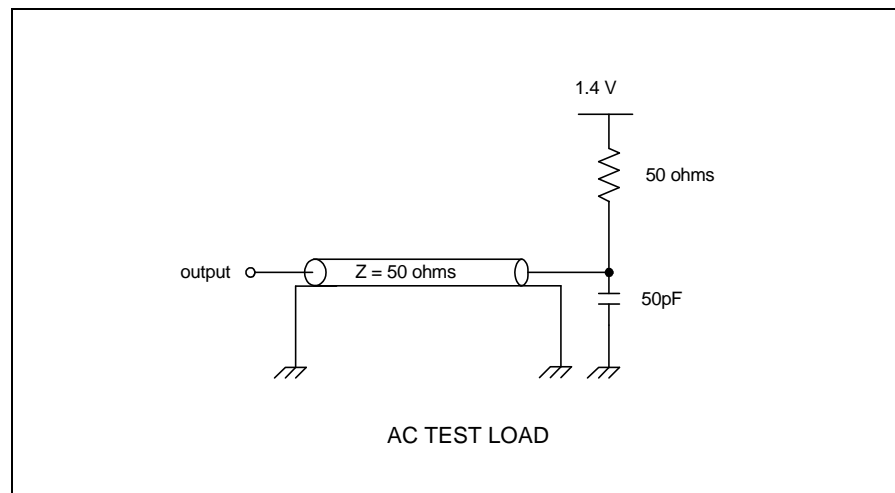 1.4 V
50 ohms
output
Z = 50 ohms
50pF
AC TEST LOAD